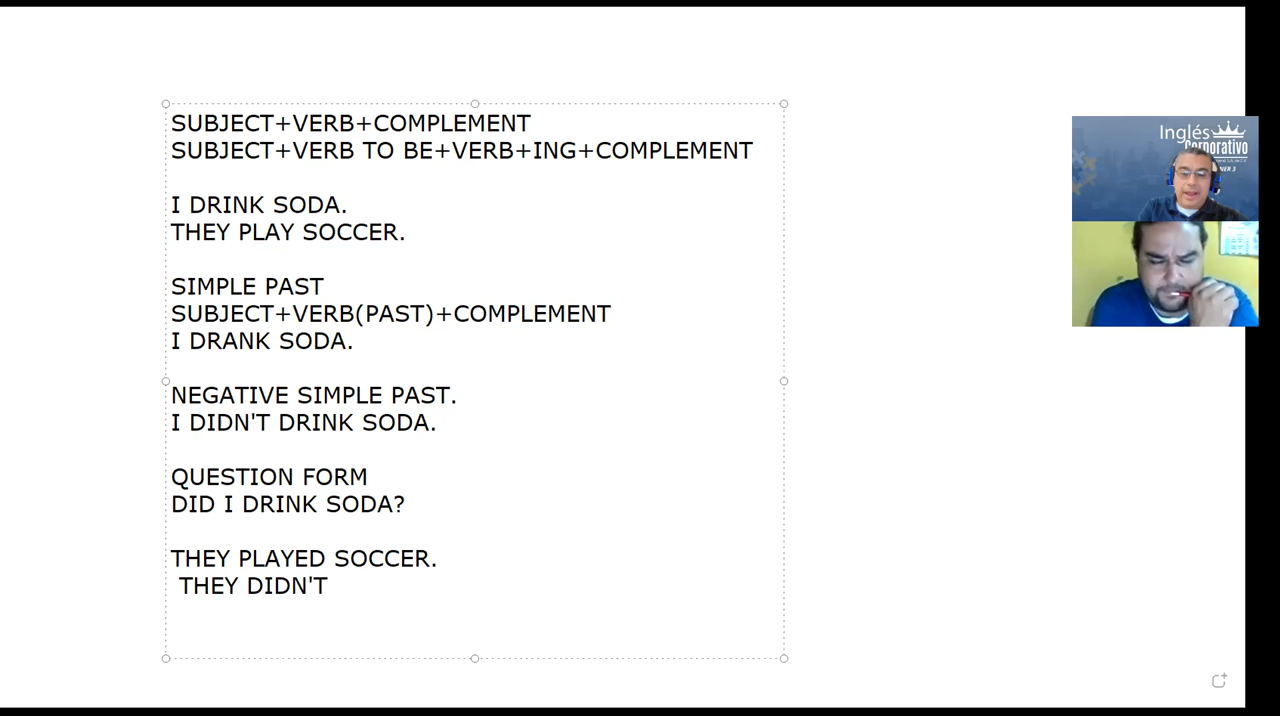 SUBJECT+VERB+COMPLEMENT
SUBJECT+VERB TO BE+VERB+ING+COMPLEMENT
I DRINK SODA.
THEY PLAY SOCCER.
SIMPLE PAST
SUBJECT+VERB(PAST)+COMPLEMENT
I DRANK SODA.
NEGATIVE SIMPLE PAST.
I DIDN'T DRINK SODA.
QUESTION FORM
DID I DRINK SODA?
THEY PLAYED SOCCER.
THEY DIDN'T
Inglés
Corporativo